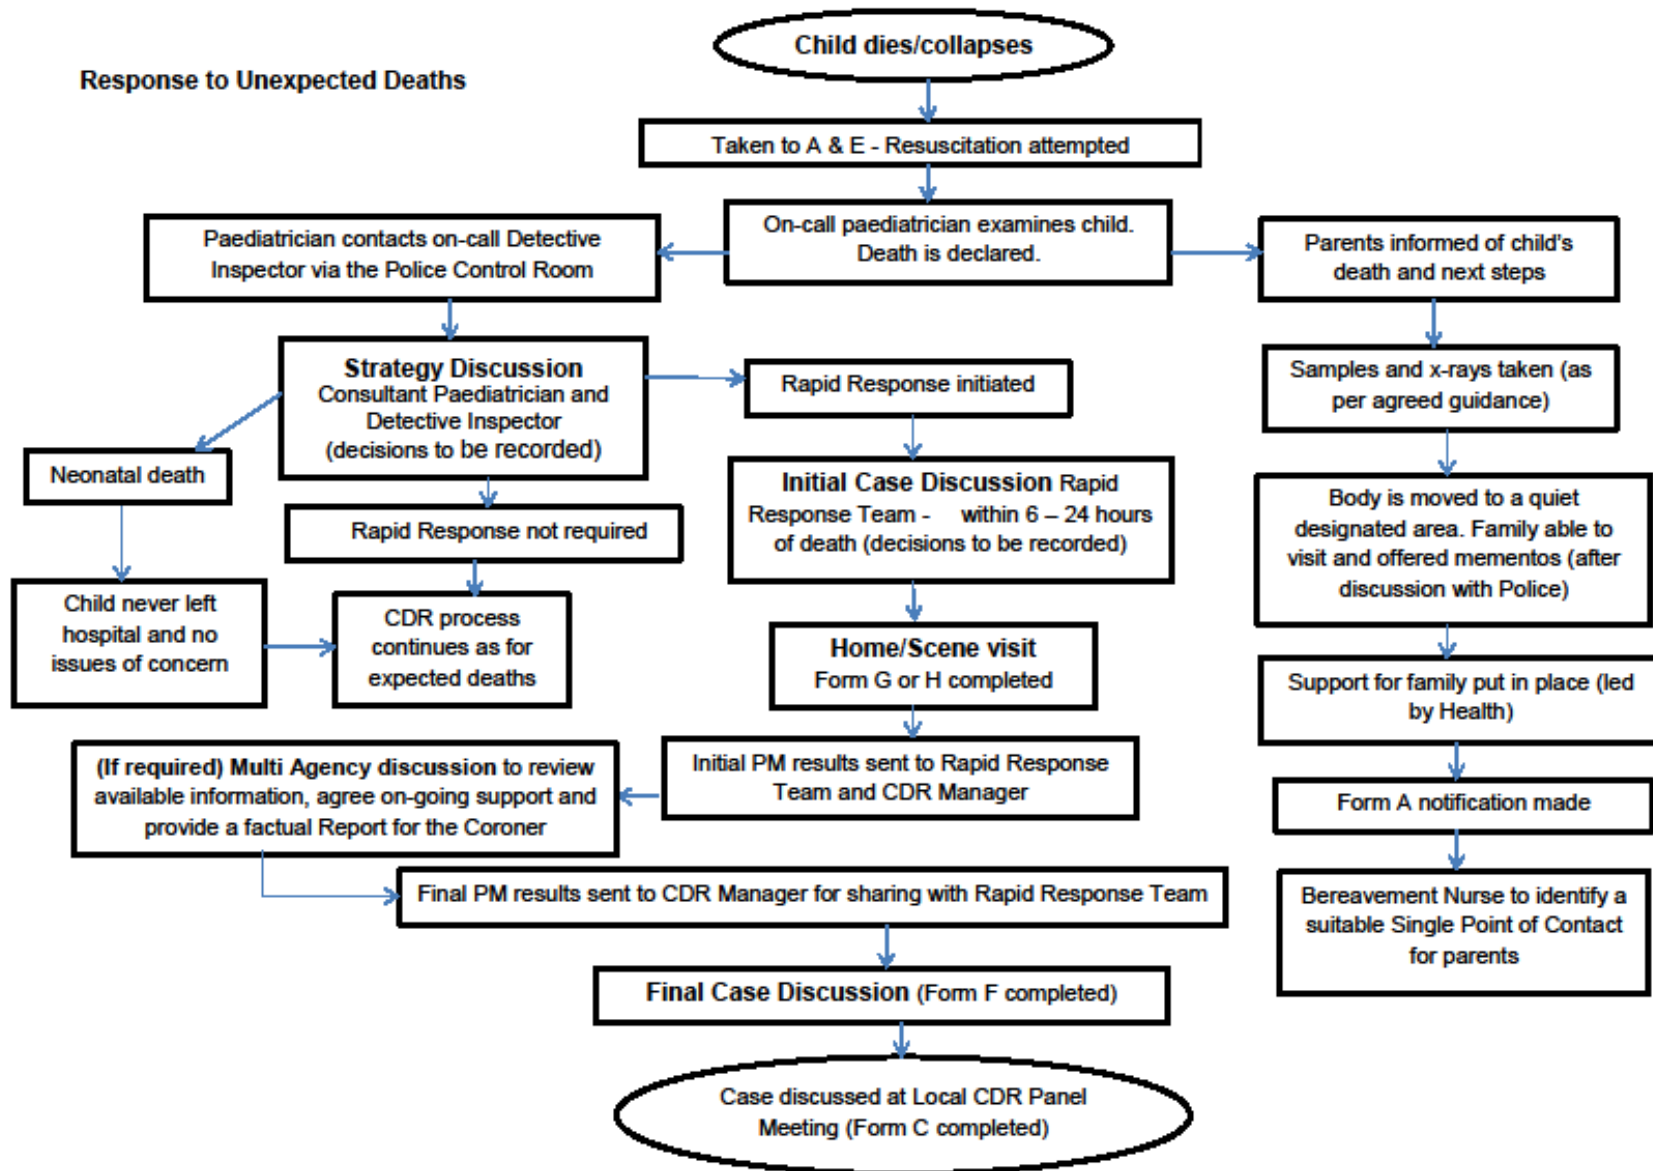 Child dies/collapses
Response to Unexpected Deaths
Taken to A & E - Resuscitation attempted
On-call paediatrician examines child.
Death is declared.
Paediatrician contacts on-call Detective
Inspector via the Police Control Room
Parents informed of child's
death and next steps
Strategy Discussion
Consultant Paediatrician and
Detective Inspector
(decisions to be recorded)
Rapid Response initiated
Samples and x-rays taken (as
per agreed guidance)
Neonatal death
Rapid Response not required
Initial Case Discussion Rapid
Response Team - within 6 – 24 hours
of death (decisions to be recorded)
Body is moved to a quiet
designated area. Family able to
visit and offered mementos (after
discussion with Police)
Child never left
hospital and no
issues of concern
CDR process
continues as for
expected deaths
Home/Scene visit
Form G or H completed
Support for family put in place (led
by Health)
(If required) Multi Agency discussion to review
available information, agree on-going support and
provide a factual Report for the Coroner
Initial PM results sent to Rapid Response
Team and CDR Manager
Form A notification made
Final PM results sent to CDR Manager for sharing with Rapid Response Team
Bereavement Nurse to identify a
suitable Single Point of Contact
for parents
Final Case Discussion (Form F completed)
Case discussed at Local CDR Panel
Meeting (Form C completed)